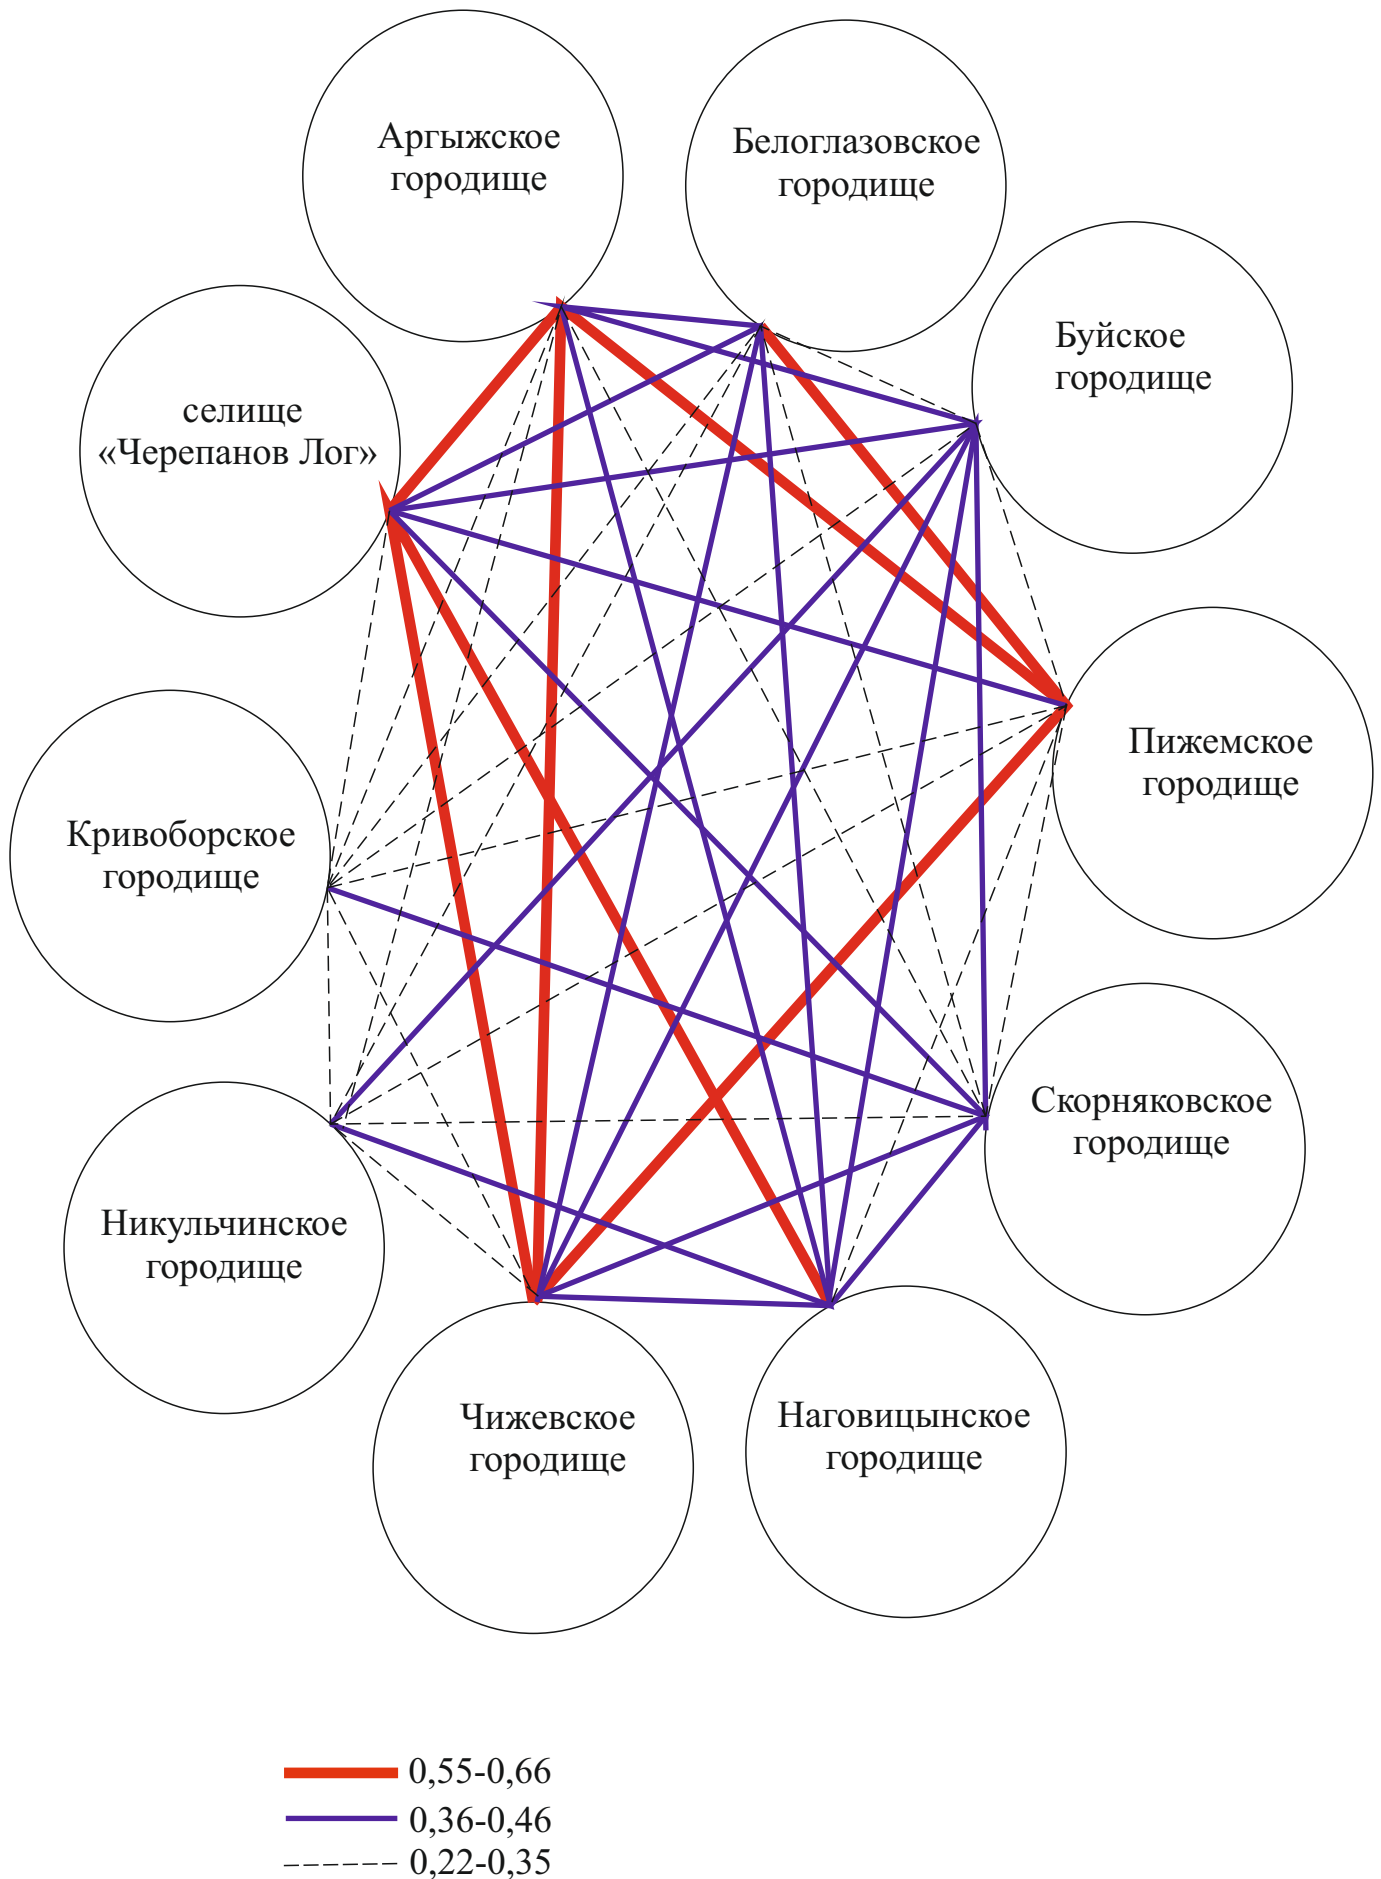 Аргыжское
городище
Белоглазовское
городище
Буйское
городище
селище
«Черепанов Лог»
Пижемское
городище
Кривоборское
городище
Скорняковское
городище
Никульчинское
городище
Чижевское
городище
Наговицынское
городище
0,55-0,66
0,36-0,46
0,22-0,35